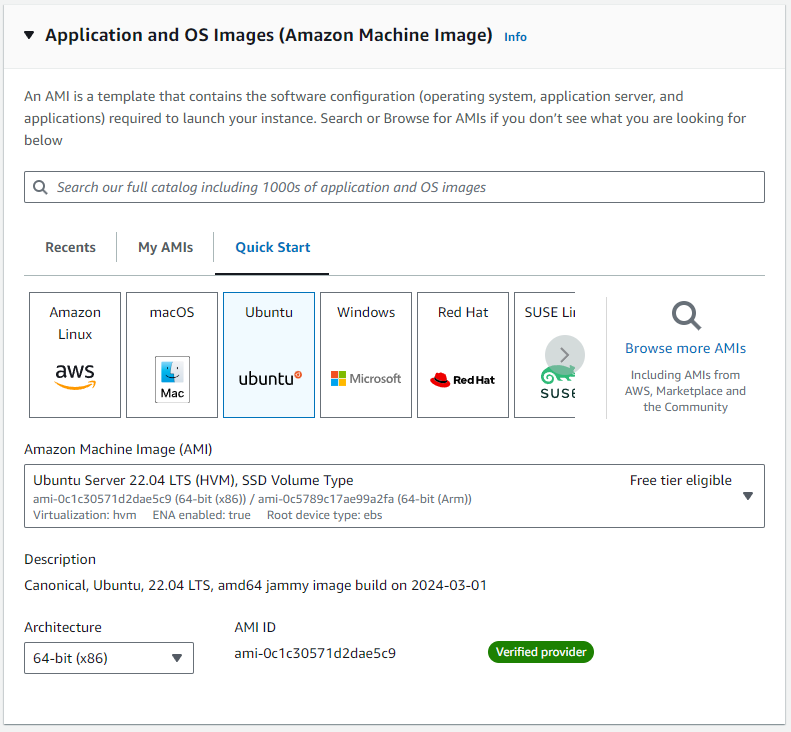 Application and OS Images (Amazon Machine Image) Info
An AMI is a template that contains the software configuration (operating system, application server, and
applications) required to launch your instance. Search or Browse for AMIs if you don’t see what you are looking for
below
Search our full catalog including 1000s of application and OS images
Recents
My AMIs
Quick Start
Amazon
Linux
aws
macOS
Mac
Ubuntu
ubuntu
Windows
Microsoft
Red Hat
Red Hat
SUSE Li
SUSE
Browse more AMIs
Including AMIs from
AWS, Marketplace and
the Community
Amazon Machine Image (AMI)
Ubuntu Server 22.04 LTS (HVM), SSD Volume Type Free tier eligible
ami-0c1c30571d2dae5c9 (64-bit (x86)) / ami-0c5789c17ae99a2fa (64-bit (Arm))
Virtualization: hvm ENA enabled: true Root device type: ebs
Description
Canonical, Ubuntu, 22.04 LTS, amd64 jammy image build on 2024-03-01
Architecture
64-bit (x86)
AMI ID
ami-0c1c30571d2dae5c9
Verified provider